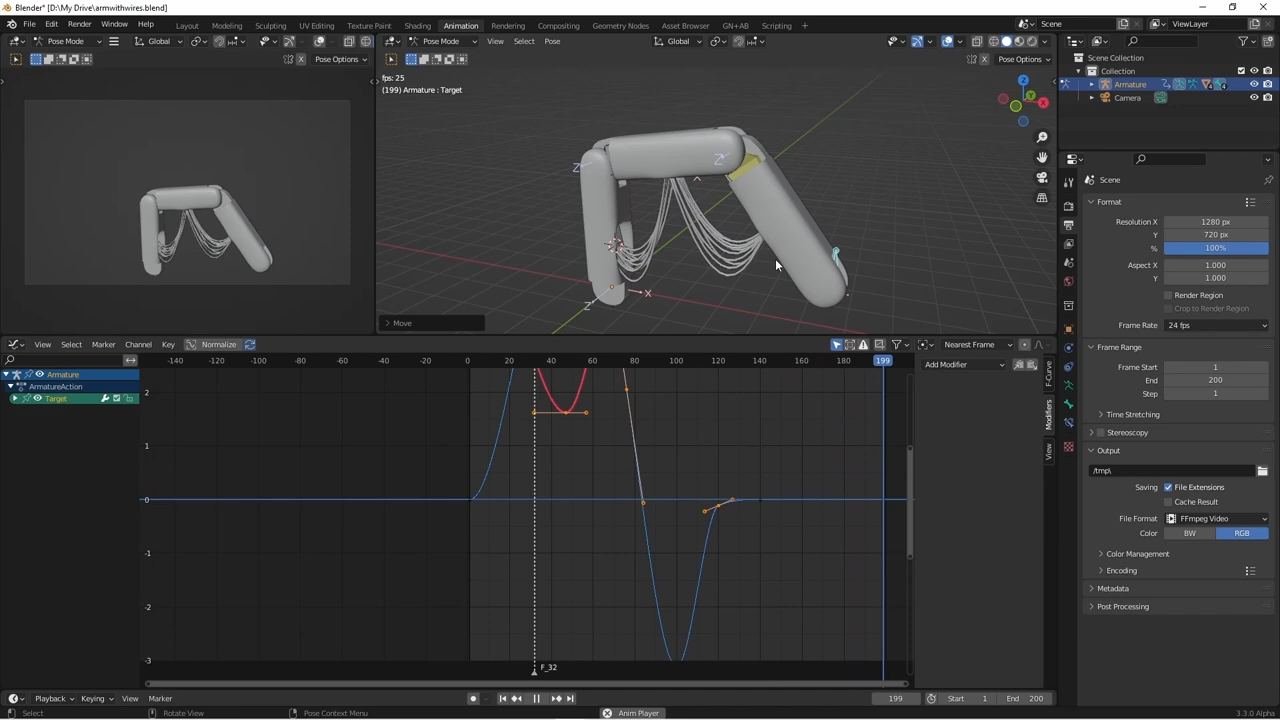 Blender* [D:\My Drive\armwithwires.blend]
File Edit Render Window Help Layout Modeling Sculpting UV Editing Texture Paint Shading Animation Rendering Compositing Geometry Nodes Asset Browser GN+AB Scripting + Scene ViewLayer
Pose Mode Global Pose Mode View Select Pose Global
Pose Options Pose Options
Scene Collection
Collection
Armature
Camera
fps: 25
(199) Armature : Target
Z
Y
X
Z
Z
X
Z
Move
Scene
Format
Resolution X 1280 px
Y 720 px
% 100%
Aspect X 1.000
Y 1.000
Render Region
Crop to Render Region
Frame Rate 24 fps
Frame Range
Frame Start 1
End 200
Step 1
Time Stretching
Stereoscopy
Output
/tmp\
Saving File Extensions
Cache Result
File Format FFmpeg Video
Color BW RGB
Color Management
Encoding
Metadata
Post Processing
View Select Marker Channel Key Normalize Nearest Frame
-140 -120 -100 -80 -60 -40 -20 0 20 40 60 80 100 120 140 160 180 199
Armature
ArmatureAction
Target
Add Modifier
F-Curve
Modifiers
View
2
1
0
-1
-2
-3
F_32
Playback Keying View Marker 199 Start 1 End 200
Select Rotate View Pose Context Menu Anim Player 3.3.0 Alpha